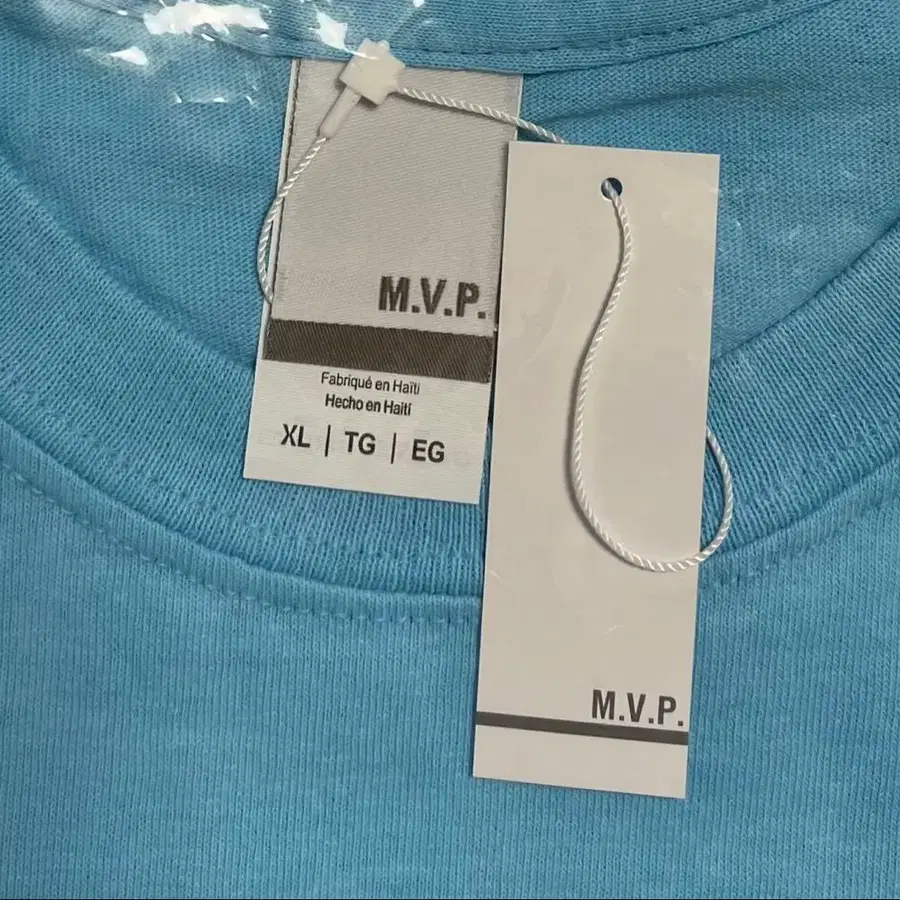 M.V.P.
Fabriqué en Haïti
Hecho en Haití
XL | TG | EG
M.V.P.